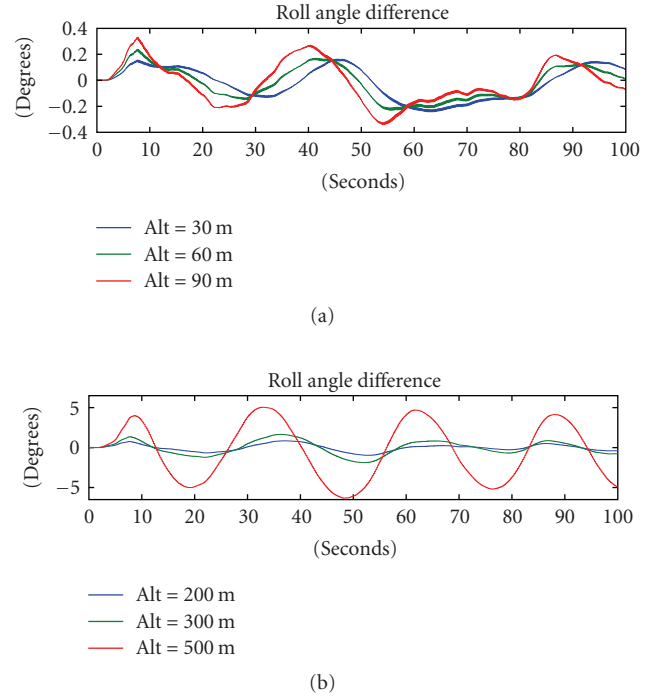 Roll angle difference
(Degrees)
0.4
0.2
0
−0.2
−0.4
0 10 20 30 40 50 60 70 80 90 100
(Seconds)
Alt = 30 m
Alt = 60 m
Alt = 90 m
(a)
Roll angle difference
(Degrees)
5
0
−5
0 10 20 30 40 50 60 70 80 90 100
(Seconds)
Alt = 200 m
Alt = 300 m
Alt = 500 m
(b)